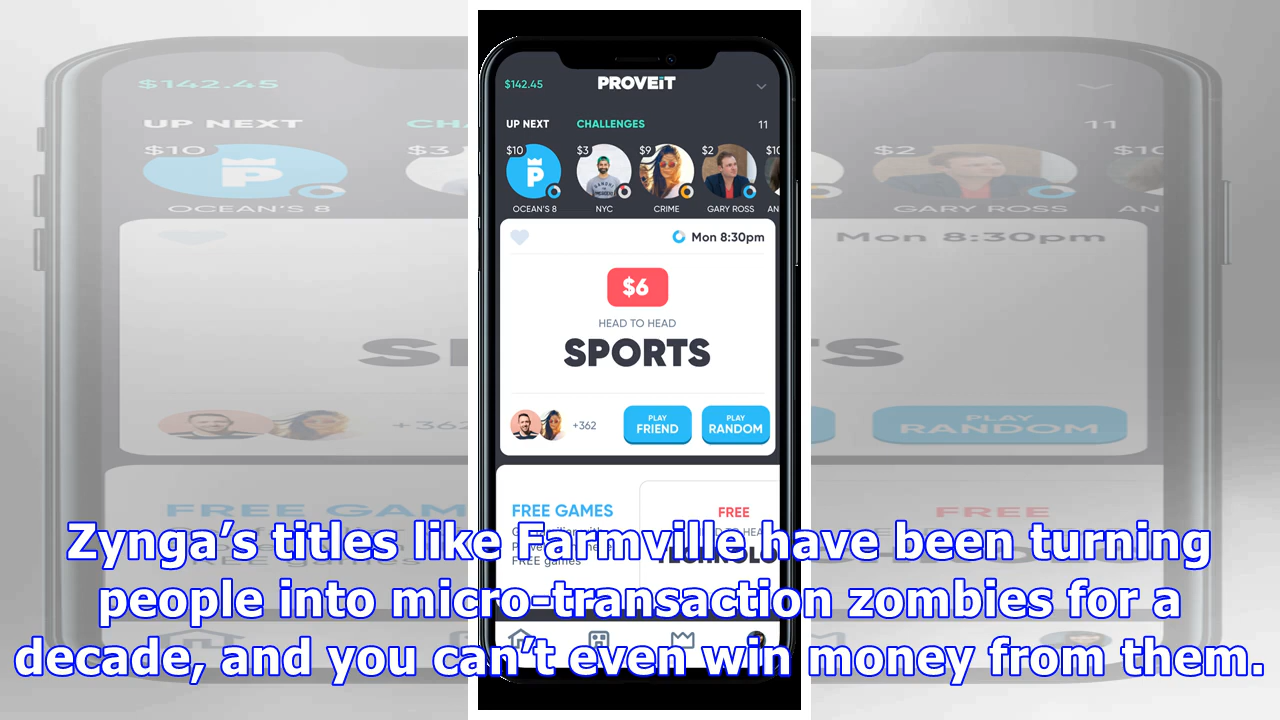 $142.45
PROVEiT
UP NEXT CHALLENGES 11
$10 $3 $9 $2 $10
OCEAN'S 8 NYC CRIME GARY ROSS AN
Mon 8:30pm
$6
HEAD TO HEAD
SPORTS
+362
PLAY FRIEND
PLAY RANDOM
FREE GAMES
FREE
FREE games
Zynga’s titles like Farmville have been turning
people into micro-transaction zombies for a
decade, and you can’t even win money from them.